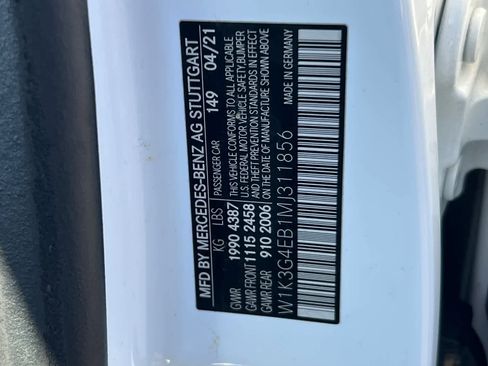 MFD BY MERCEDES-BENZ AG STUTTGART
PASSENGER CAR 149 04/21
KG LBS
GVWR 1990 4387
GAWR FRONT 1115 2458
GAWR REAR 910 2006
THIS VEHICLE CONFORMS TO ALL APPLICABLE
U.S. FEDERAL MOTOR VEHICLE SAFETY, BUMPER
AND THEFT PREVENTION STANDARDS IN EFFECT
ON DATE OF MANUFACTURE SHOWN ABOVE
MADE IN GERMANY
W1K3G4EB1MJ311856